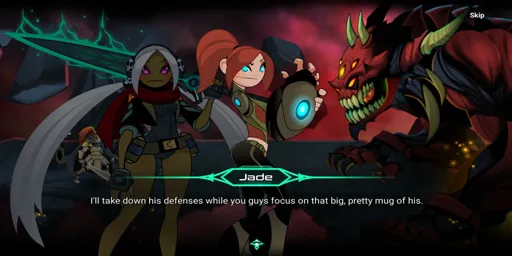 Skip
Jade
I'll take down his defenses while you guys focus on that big, pretty mug of his.